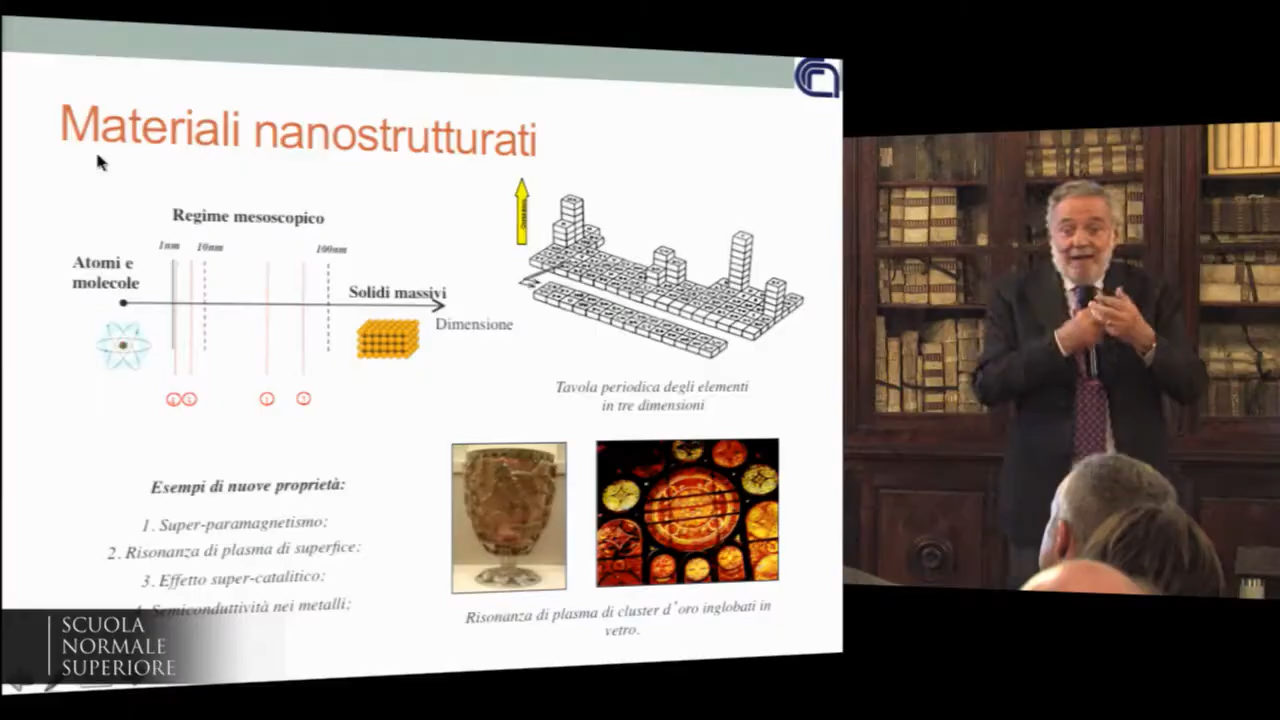 Materiali nanostrutturati
Regime mesoscopico
1nm 10nm 100nm
Atomi e
molecole
Solidi massivi
Dimensione
Tavola periodica degli elementi
in tre dimensioni
Esempi di nuove proprietà:
1. Super-paramagnetismo;
2. Risonanza di plasma di superfice;
3. Effetto super-catalitico;
4. Semiconduttività nei metalli;
Risonanza di plasma di cluster d'oro inglobati in
vetro.
SCUOLA
NORMALE
SUPERIORE